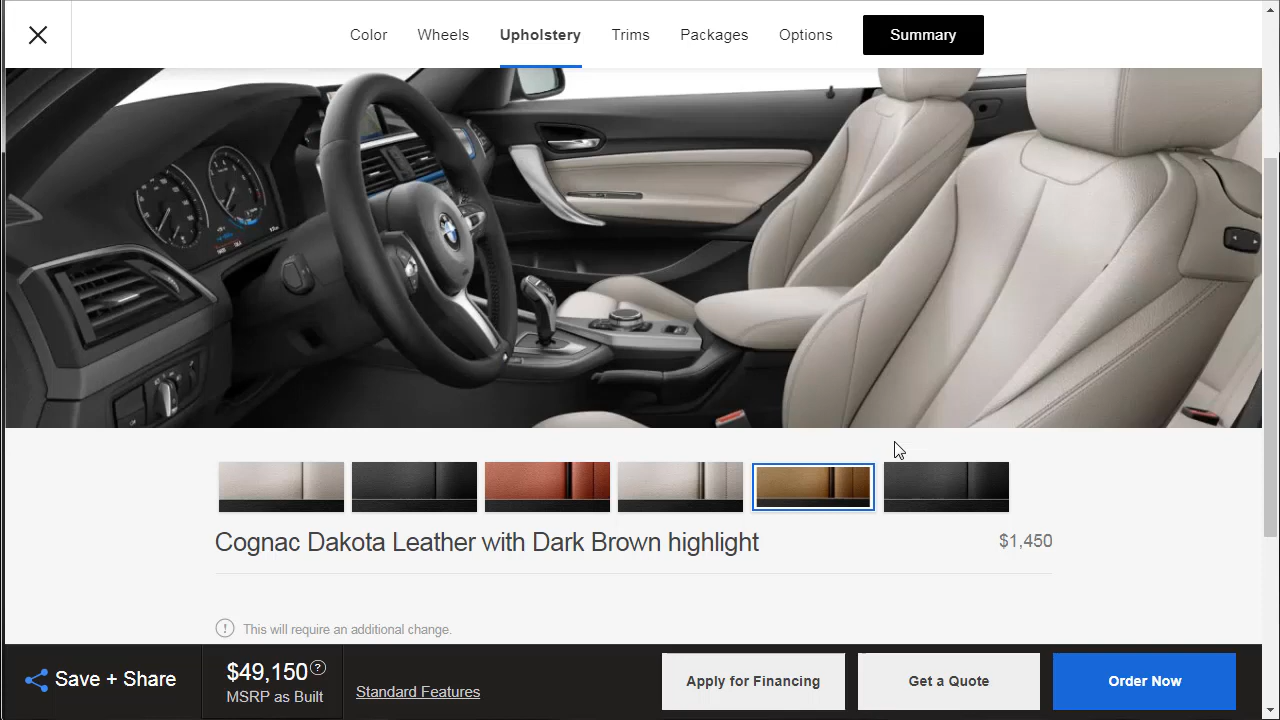 Color
Wheels
Upholstery
Trims
Packages
Options
Summary
Cognac Dakota Leather with Dark Brown highlight
$1,450
This will require an additional change.
Save + Share
$49,150
MSRP as Built
Standard Features
Apply for Financing
Get a Quote
Order Now